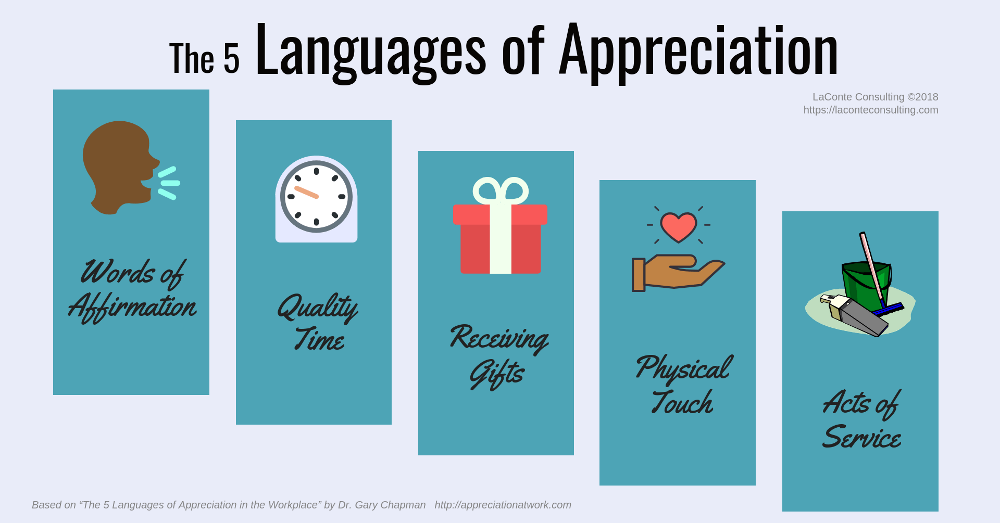 The 5 Languages of Appreciation
LaConte Consulting ©2018
https://laconteconsulting.com
Words of
Affirmation
Quality
Time
Receiving
Gifts
Physical
Touch
Acts of
Service
Based on “The 5 Languages of Appreciation in the Workplace” by Dr. Gary Chapman http://appreciationatwork.com